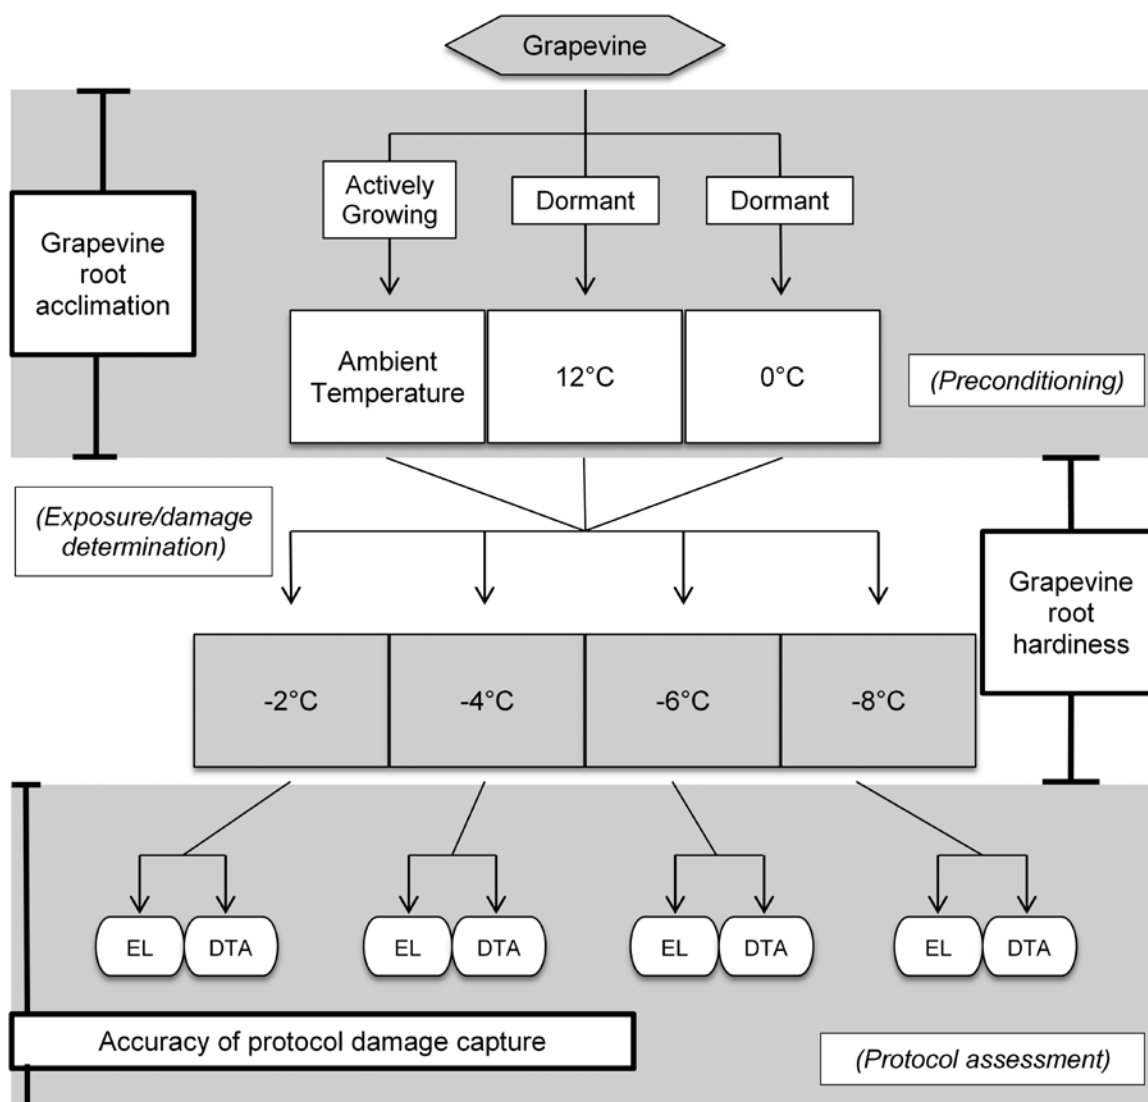 Grapevine
Actively
Growing
Dormant
Dormant
Grapevine
root
acclimation
Ambient
Temperature
12°C
0°C
(Preconditioning)
(Exposure/damage
determination)
Grapevine
root
hardiness
-2°C
-4°C
-6°C
-8°C
EL
DTA
EL
DTA
EL
DTA
EL
DTA
Accuracy of protocol damage capture
(Protocol assessment)